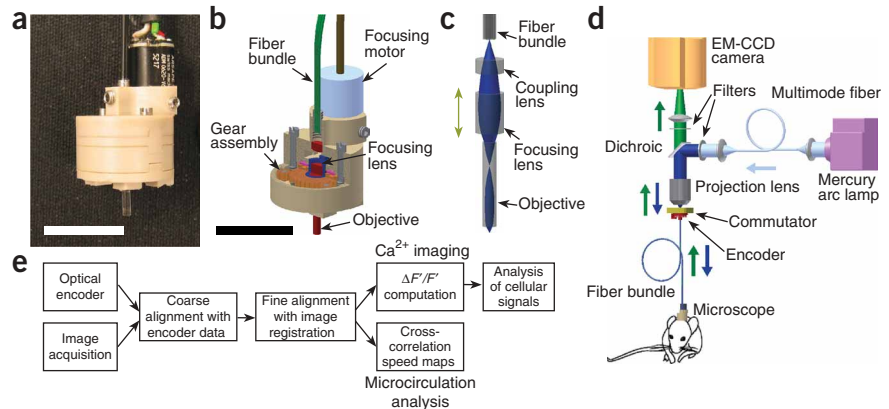 a
b
Fiber
bundle
Focusing
motor
Gear
assembly
Focusing
lens
Objective
c
Fiber
bundle
Coupling
lens
Focusing
lens
Objective
d
EM-CCD
camera
Filters
Multimode fiber
Dichroic
Projection lens
Mercury
arc lamp
Commutator
Encoder
Fiber bundle
Microscope
e
Optical
encoder
Image
acquisition
Coarse
alignment with
encoder data
Fine alignment
with image
registration
Ca²⁺ imaging
ΔF′/F′
computation
Analysis
of cellular
signals
Cross-
correlation
speed maps
Microcirculation
analysis